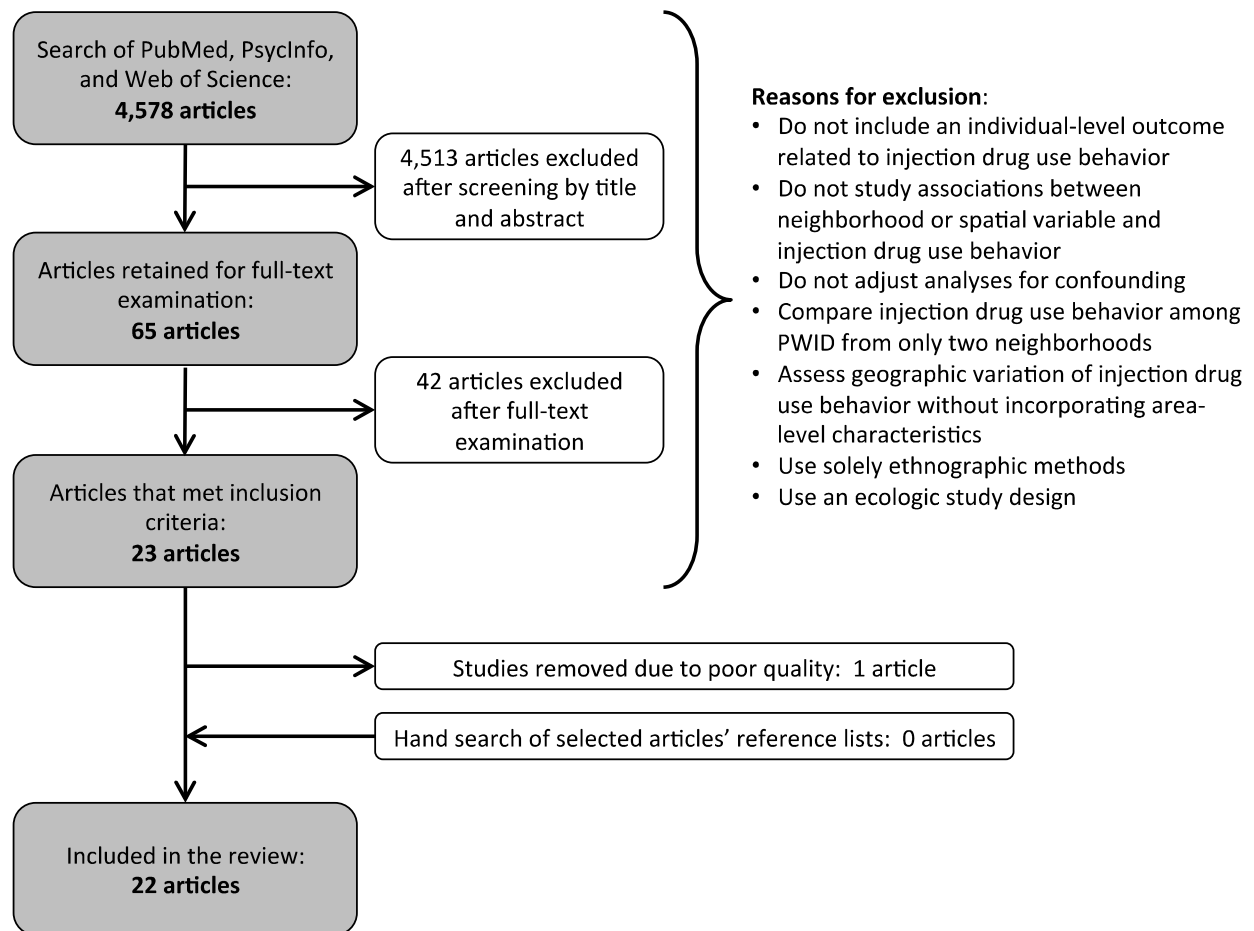 Search of PubMed, PsycInfo,
and Web of Science:
4,578 articles
4,513 articles excluded
after screening by title
and abstract
Articles retained for full-text
examination:
65 articles
42 articles excluded
after full-text
examination
Articles that met inclusion
criteria:
23 articles
Reasons for exclusion:
• Do not include an individual-level outcome
related to injection drug use behavior
• Do not study associations between
neighborhood or spatial variable and
injection drug use behavior
• Do not adjust analyses for confounding
• Compare injection drug use behavior among
PWID from only two neighborhoods
• Assess geographic variation of injection drug
use behavior without incorporating area-
level characteristics
• Use solely ethnographic methods
• Use an ecologic study design
Studies removed due to poor quality: 1 article
Hand search of selected articles’ reference lists: 0 articles
Included in the review:
22 articles